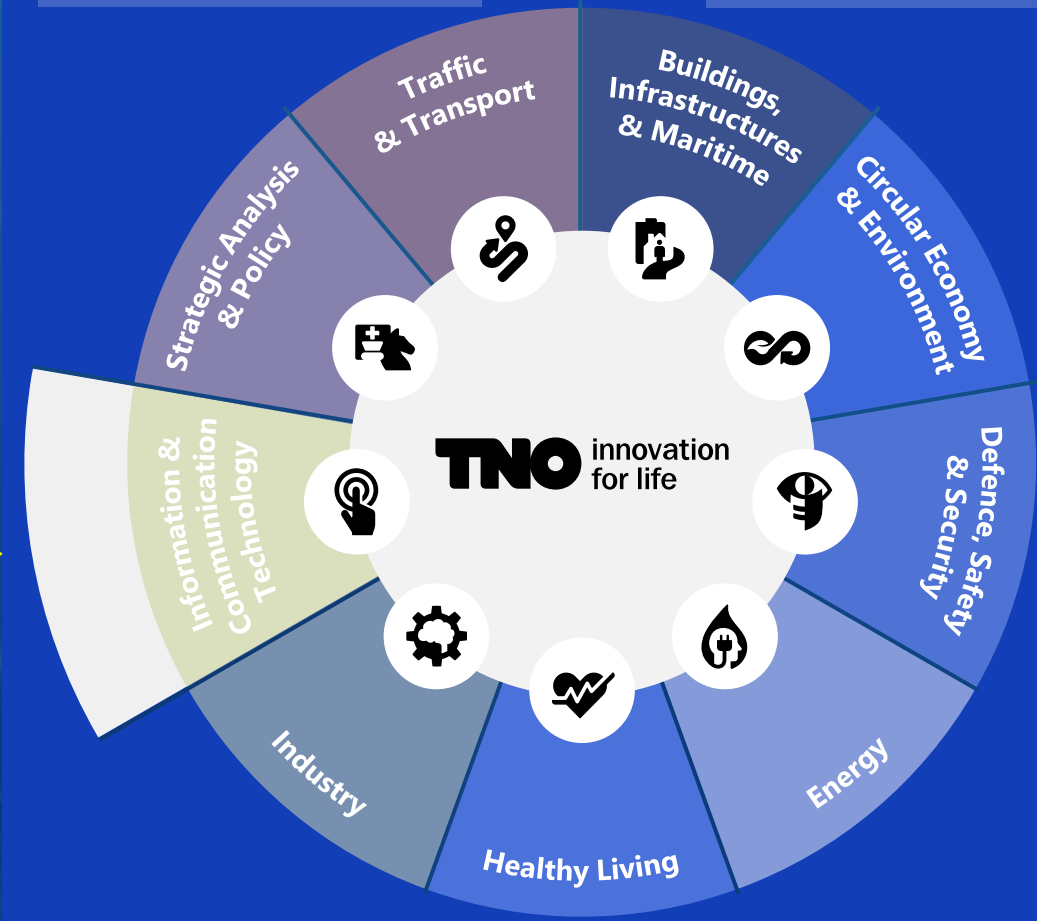 Traffic
& Transport
Buildings,
Infrastructures
& Maritime
Circular Economy
& Environment
Defence, Safety
& Security
Energy
Healthy Living
Industry
Information &
Communication
Technology
Strategic Analysis
& Policy
TNO innovation
for life